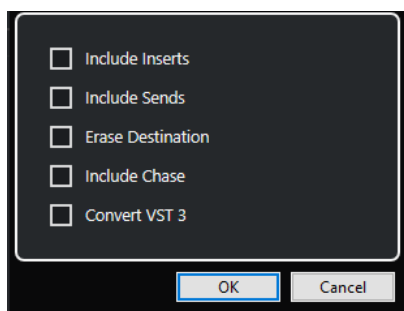 Include Inserts
Include Sends
Erase Destination
Include Chase
Convert VST 3
OK Cancel